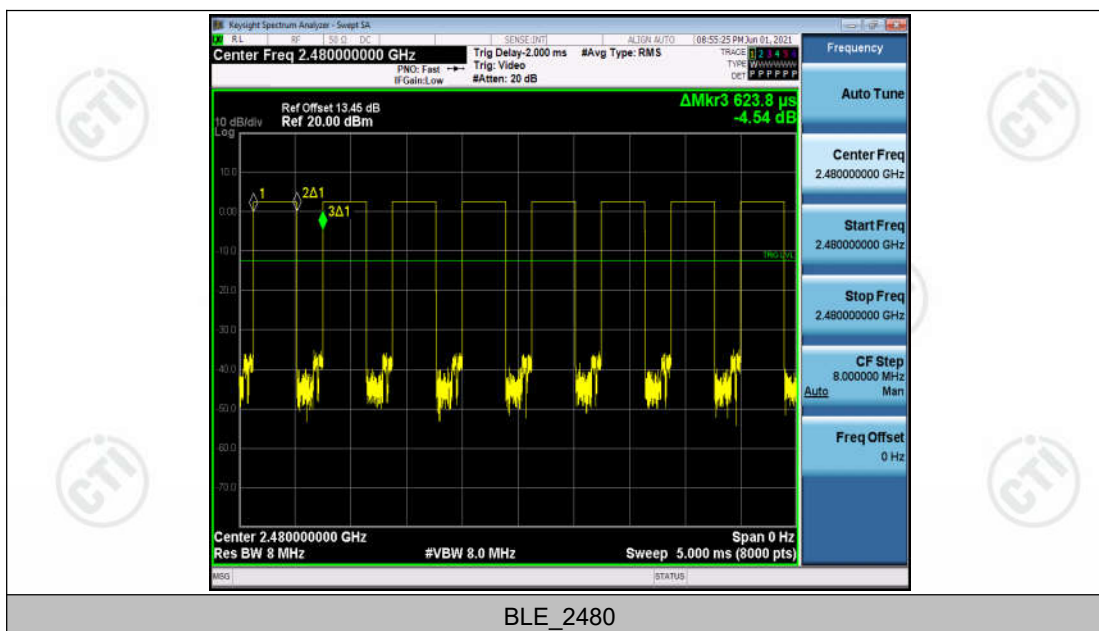 Keysight Spectrum Analyzer - Swept SA
RL RF 50 Ω DC SENSE:INT ALIGN AUTO 08:55:25 PM Jun 01, 2021
Center Freq 2.480000000 GHz
PNO: Fast
IFGain:Low
Trig Delay-2.000 ms
Trig: Video
#Atten: 20 dB
#Avg Type: RMS
TRACE 1 2 3 4 5 6
TYPE WWWWWW
DET P P P P P P
Frequency
Auto Tune
Center Freq
2.480000000 GHz
Start Freq
2.480000000 GHz
Stop Freq
2.480000000 GHz
CF Step
8.000000 MHz
Auto Man
Freq Offset
0 Hz
ΔMkr3 623.8 µs
-4.54 dB
Ref Offset 13.45 dB
10 dB/div Ref 20.00 dBm
Log
10.0
0.00
-10.0
-20.0
-30.0
-40.0
-50.0
-60.0
-70.0
1
2Δ1
3Δ1
TRIG LVL
Center 2.480000000 GHz Span 0 Hz
Res BW 8 MHz #VBW 8.0 MHz Sweep 5.000 ms (8000 pts)
MSG STATUS
BLE_2480
CTI
CTI
CTI
CTI